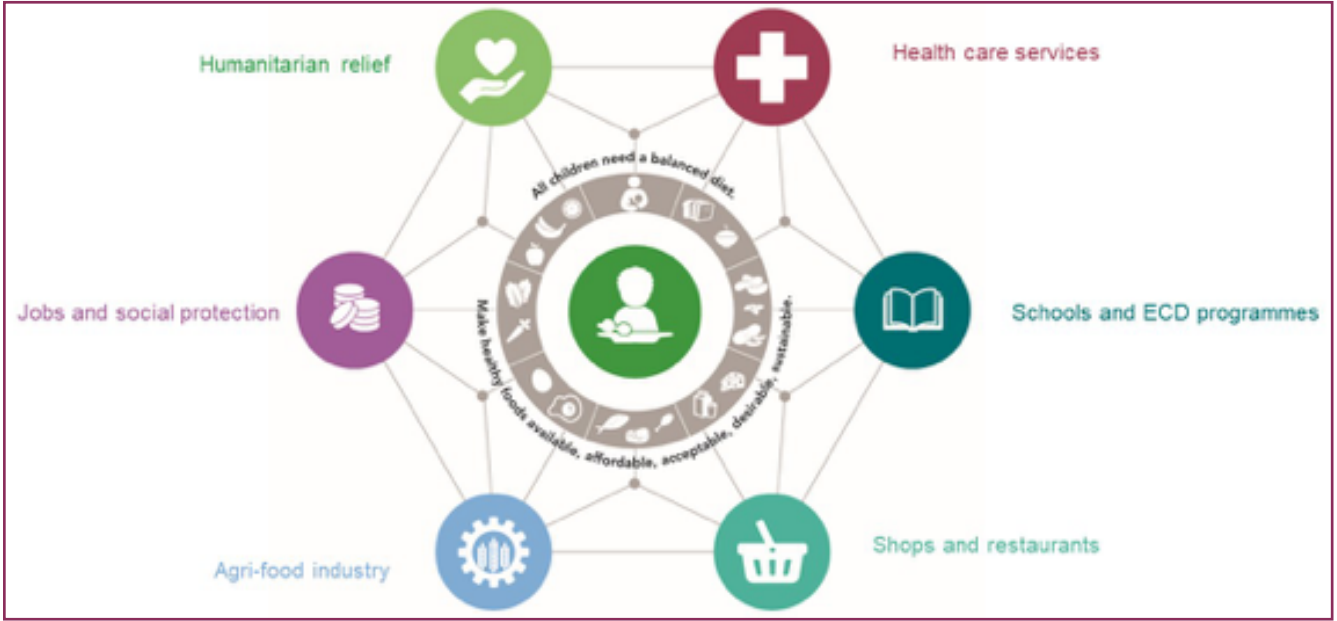 Humanitarian relief
Health care services
All children need a balanced diet.
Jobs and social protection
Schools and ECD programmes
Make healthy foods available, affordable, acceptable, desirable, sustainable.
Agri-food industry
Shops and restaurants